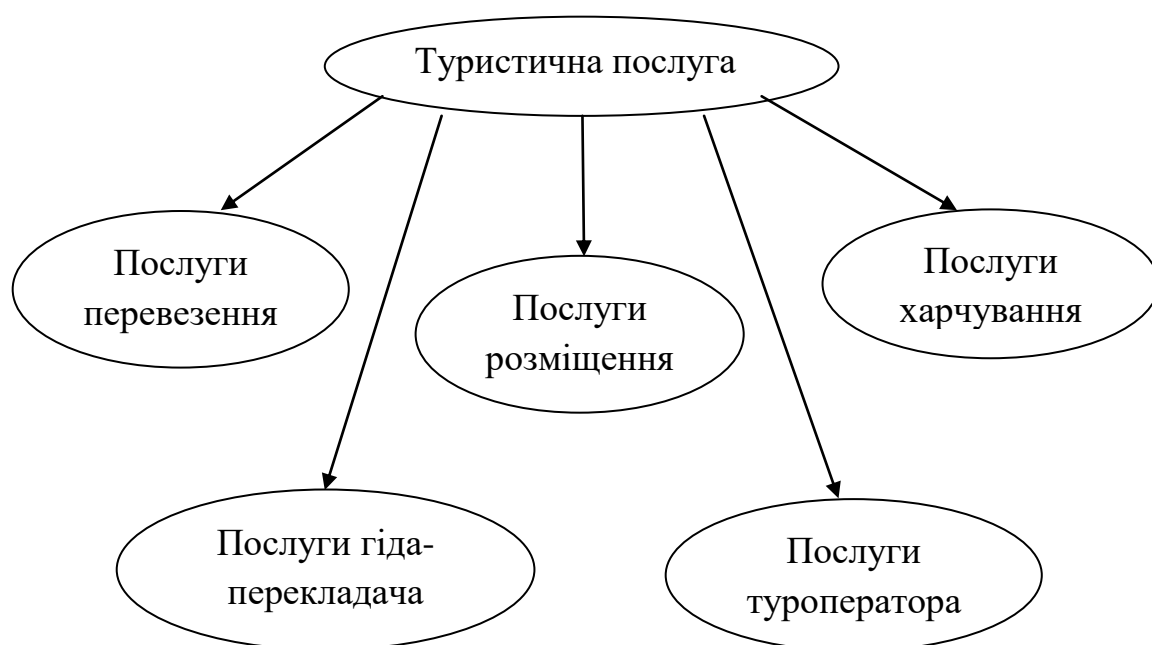 Туристична послуга
Послуги
перевезення
Послуги
розміщення
Послуги
харчування
Послуги гіда-
перекладача
Послуги
туроператора